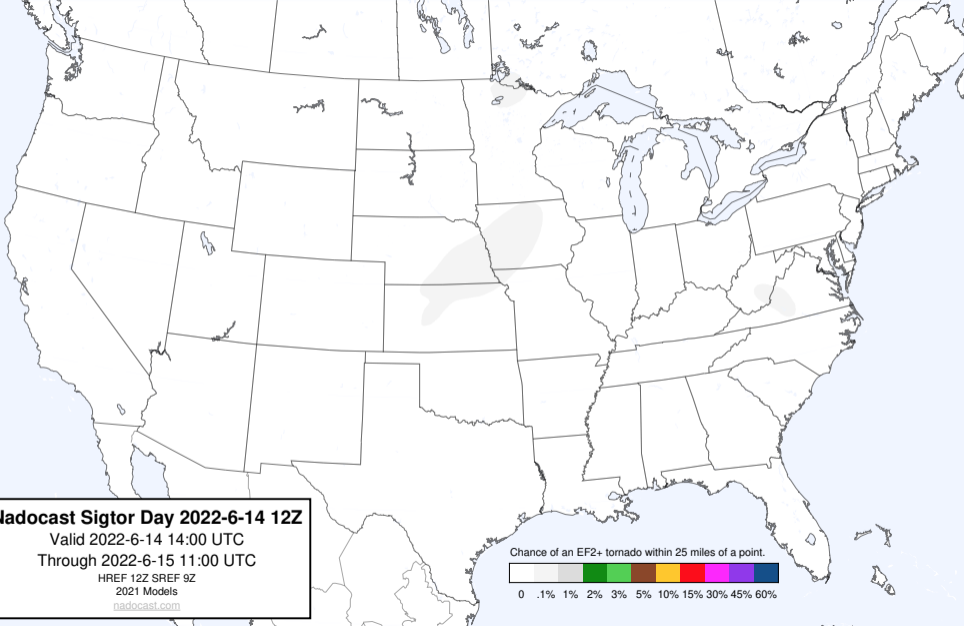 Nadocast Sigtor Day 2022-6-14 12Z
Valid 2022-6-14 14:00 UTC
Through 2022-6-15 11:00 UTC
HREF 12Z SREF 9Z
2021 Models
nadocast.com
Chance of an EF2+ tornado within 25 miles of a point.
0 .1% 1% 2% 3% 5% 10% 15% 30% 45% 60%